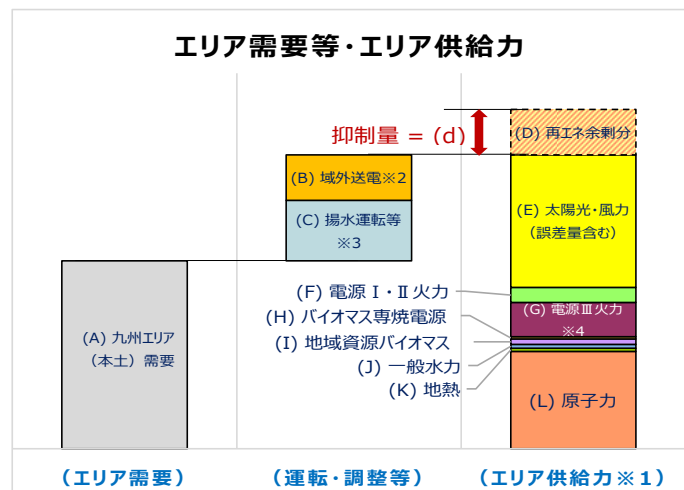 エリア需要等・エリア供給力
抑制量 = (d)
(D) 再エネ余剰分
(B) 域外送電※2
(C) 揚水運転等
※3
(E) 太陽光・風力
(誤差量含む)
(F) 電源Ⅰ・Ⅱ火力
(G) 電源Ⅲ火力
※4
(H) バイオマス専焼電源
(I) 地域資源バイオマス
(J) 一般水力
(K) 地熱
(A) 九州エリア
(本土) 需要
(L) 原子力
(エリア需要)
(運転・調整等)
(エリア供給力※1)